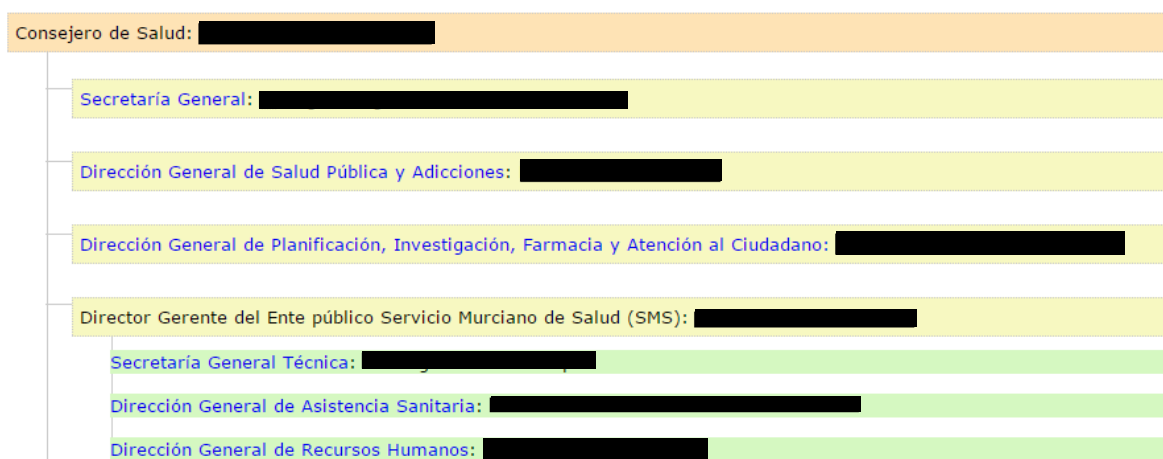 Consejero de Salud:
Secretaría General:
Dirección General de Salud Pública y Adicciones:
Dirección General de Planificación, Investigación, Farmacia y Atención al Ciudadano:
Director Gerente del Ente público Servicio Murciano de Salud (SMS):
Secretaría General Técnica:
Dirección General de Asistencia Sanitaria:
Dirección General de Recursos Humanos: